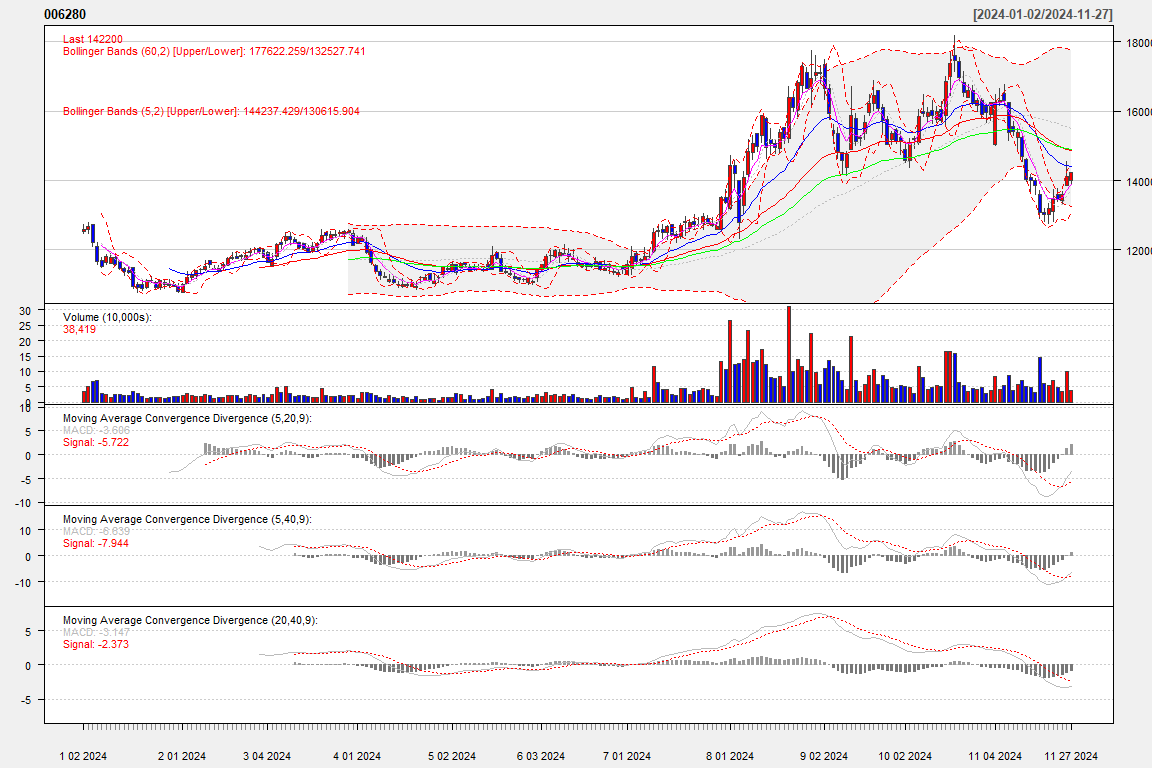 006280
[2024-01-02/2024-11-27]
Last 142200
Bollinger Bands (60,2) [Upper/Lower]: 177622.259/132527.741
Bollinger Bands (5,2) [Upper/Lower]: 144237.429/130615.904
18000
16000
14000
12000
Volume (10,000s):
38,419
30
25
20
15
10
5
0
Moving Average Convergence Divergence (5,20,9):
MACD: -3.686
Signal: -5.722
10
5
0
-5
-10
Moving Average Convergence Divergence (5,40,9):
MACD: -6.639
Signal: -7.944
10
0
-10
Moving Average Convergence Divergence (20,40,9):
MACD: -3.147
Signal: -2.373
5
0
-5
1 02 2024
2 01 2024
3 04 2024
4 01 2024
5 02 2024
6 03 2024
7 01 2024
8 01 2024
9 02 2024
10 02 2024
11 04 2024
11 27 2024